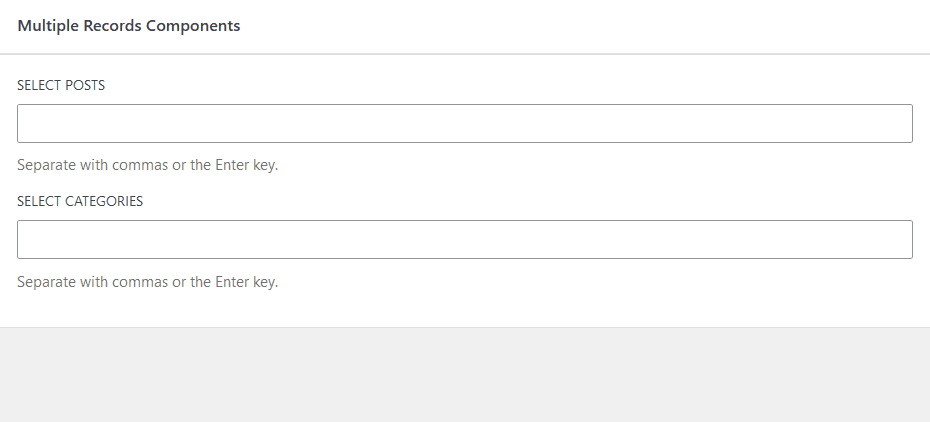 Multiple Records Components
SELECT POSTS
Separate with commas or the Enter key.
SELECT CATEGORIES
Separate with commas or the Enter key.